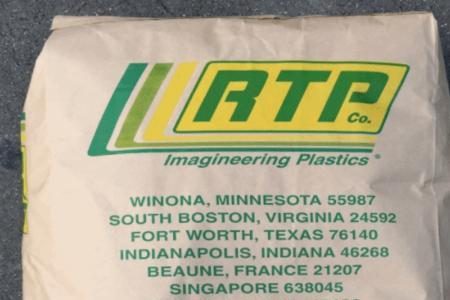 RTP
Co.
Imagineering Plastics®
WINONA, MINNESOTA 55987
SOUTH BOSTON, VIRGINIA 24592
FORT WORTH, TEXAS 76140
INDIANAPOLIS, INDIANA 46268
BEAUNE, FRANCE 21207
SINGAPORE 638045